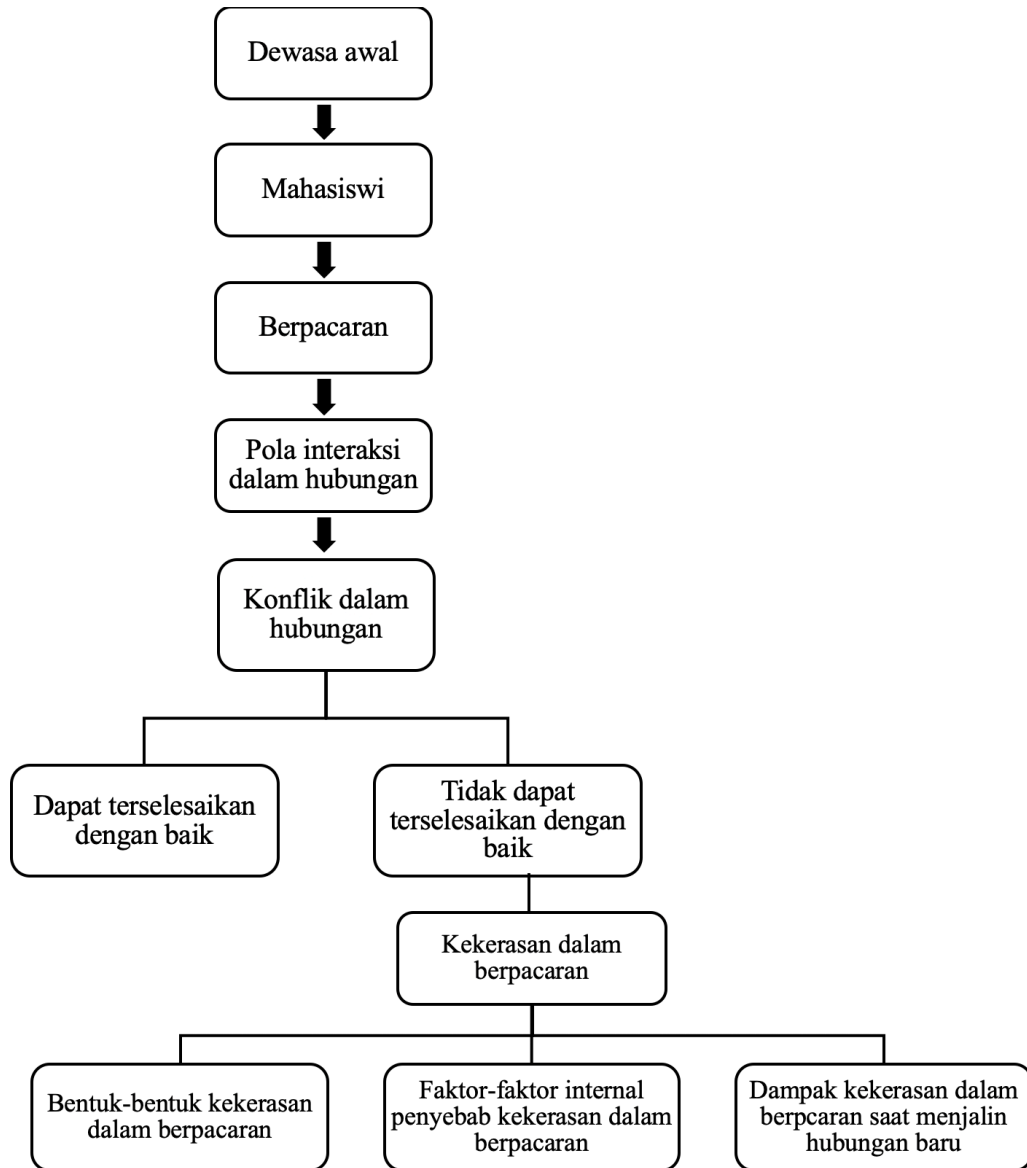 Dewasa awal
Mahasiswi
Berpacaran
Pola interaksi
dalam hubungan
Konflik dalam
hubungan
Dapat terselesaikan
dengan baik
Tidak dapat
terselesaikan dengan
baik
Kekerasan dalam
berpacaran
Bentuk-bentuk kekerasan
dalam berpacaran
Faktor-faktor internal
penyebab kekerasan dalam
berpacaran
Dampak kekerasan dalam
berpcaran saat menjalin
hubungan baru